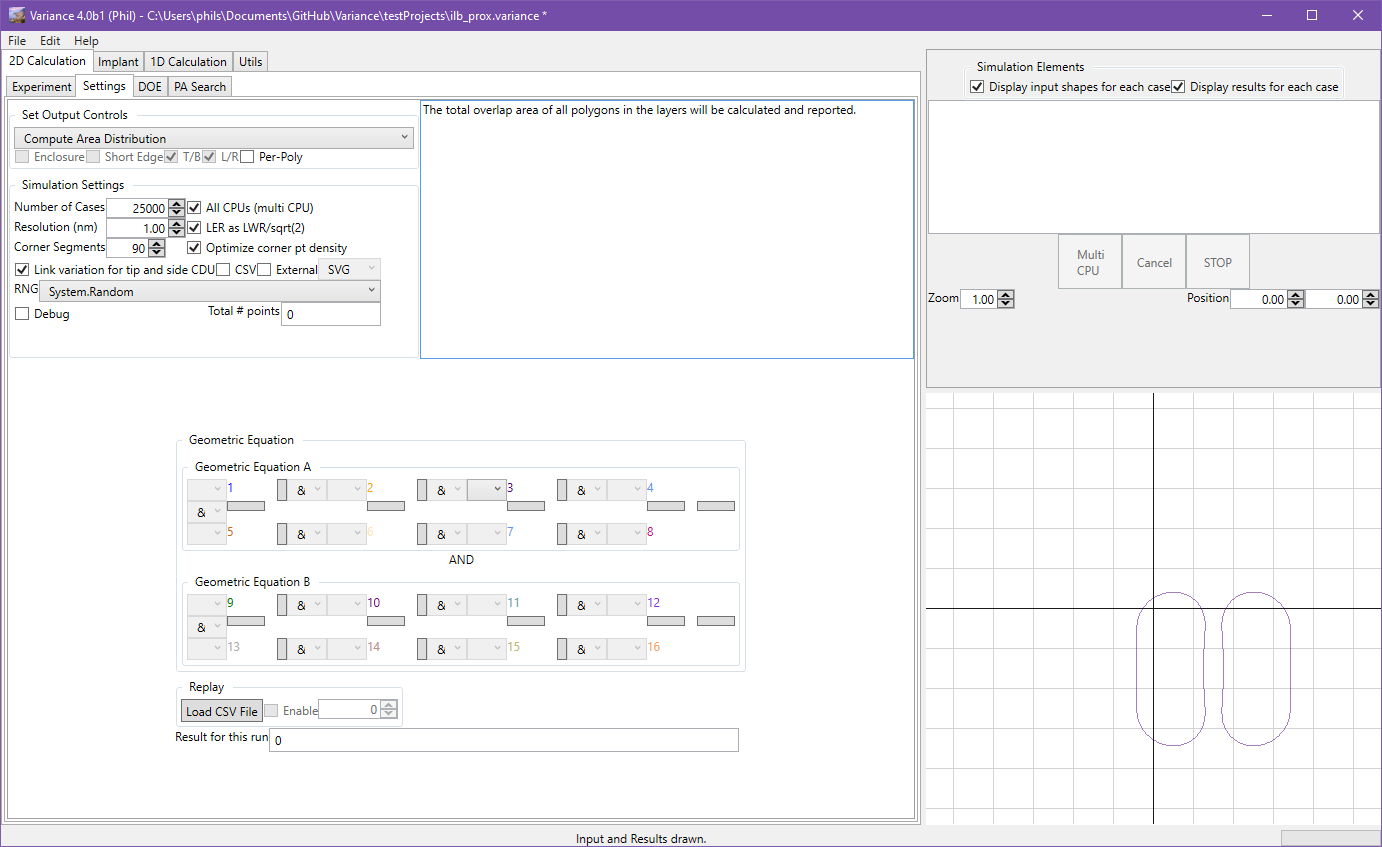 Variance 4.0b1 (Phil) - C:\Users\phils\Documents\GitHub\Variance\testProjects\ilb_prox.variance *
File Edit Help
2D Calculation Implant 1D Calculation Utils
Experiment Settings DOE PA Search
Set Output Controls
Compute Area Distribution
Enclosure Short Edge T/B L/R Per-Poly
The total overlap area of all polygons in the layers will be calculated and reported.
Simulation Settings
Number of Cases 25000 All CPUs (multi CPU)
Resolution (nm) 1.00 LER as LWR/sqrt(2)
Corner Segments 90 Optimize corner pt density
Link variation for tip and side CDU CSV External SVG
RNG System.Random
Debug Total # points 0
Geometric Equation
Geometric Equation A
1 & 2 & 3 & 4
&
5 & 6 & 7 & 8
AND
Geometric Equation B
9 & 10 & 11 & 12
&
13 & 14 & 15 & 16
Replay
Load CSV File Enable 0
Result for this run 0
Simulation Elements
Display input shapes for each case Display results for each case
Multi CPU Cancel STOP
Zoom 1.00 Position 0.00 0.00
Input and Results drawn.